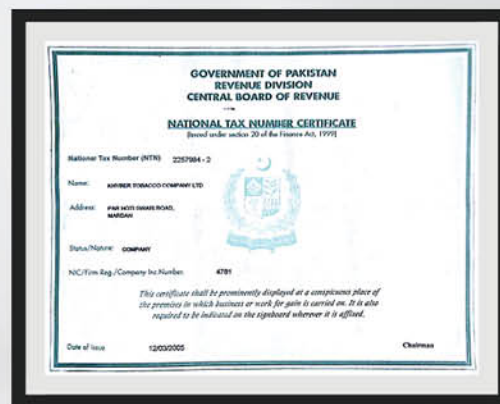 GOVERNMENT OF PAKISTAN
REVENUE DIVISION
CENTRAL BOARD OF REVENUE
NATIONAL TAX NUMBER CERTIFICATE
[Issued under section 20 of the Finance Act, 1999]
National Tax Number (NTN) 2257984 - 2
Name: KHYBER TOBACCO COMPANY LTD
Address: PAR HOTI SWABI ROAD,
MARDAN
Status/Nature: COMPANY
NIC/Firm Reg./Company Inc.Number 4781
This certificate shall be prominently displayed at a conspicuous place of
the premises in which business or work for gain is carried on. It is also
required to be indicated on the signboard wherever it is affixed.
Date of Issue 12/03/2005 Chairman